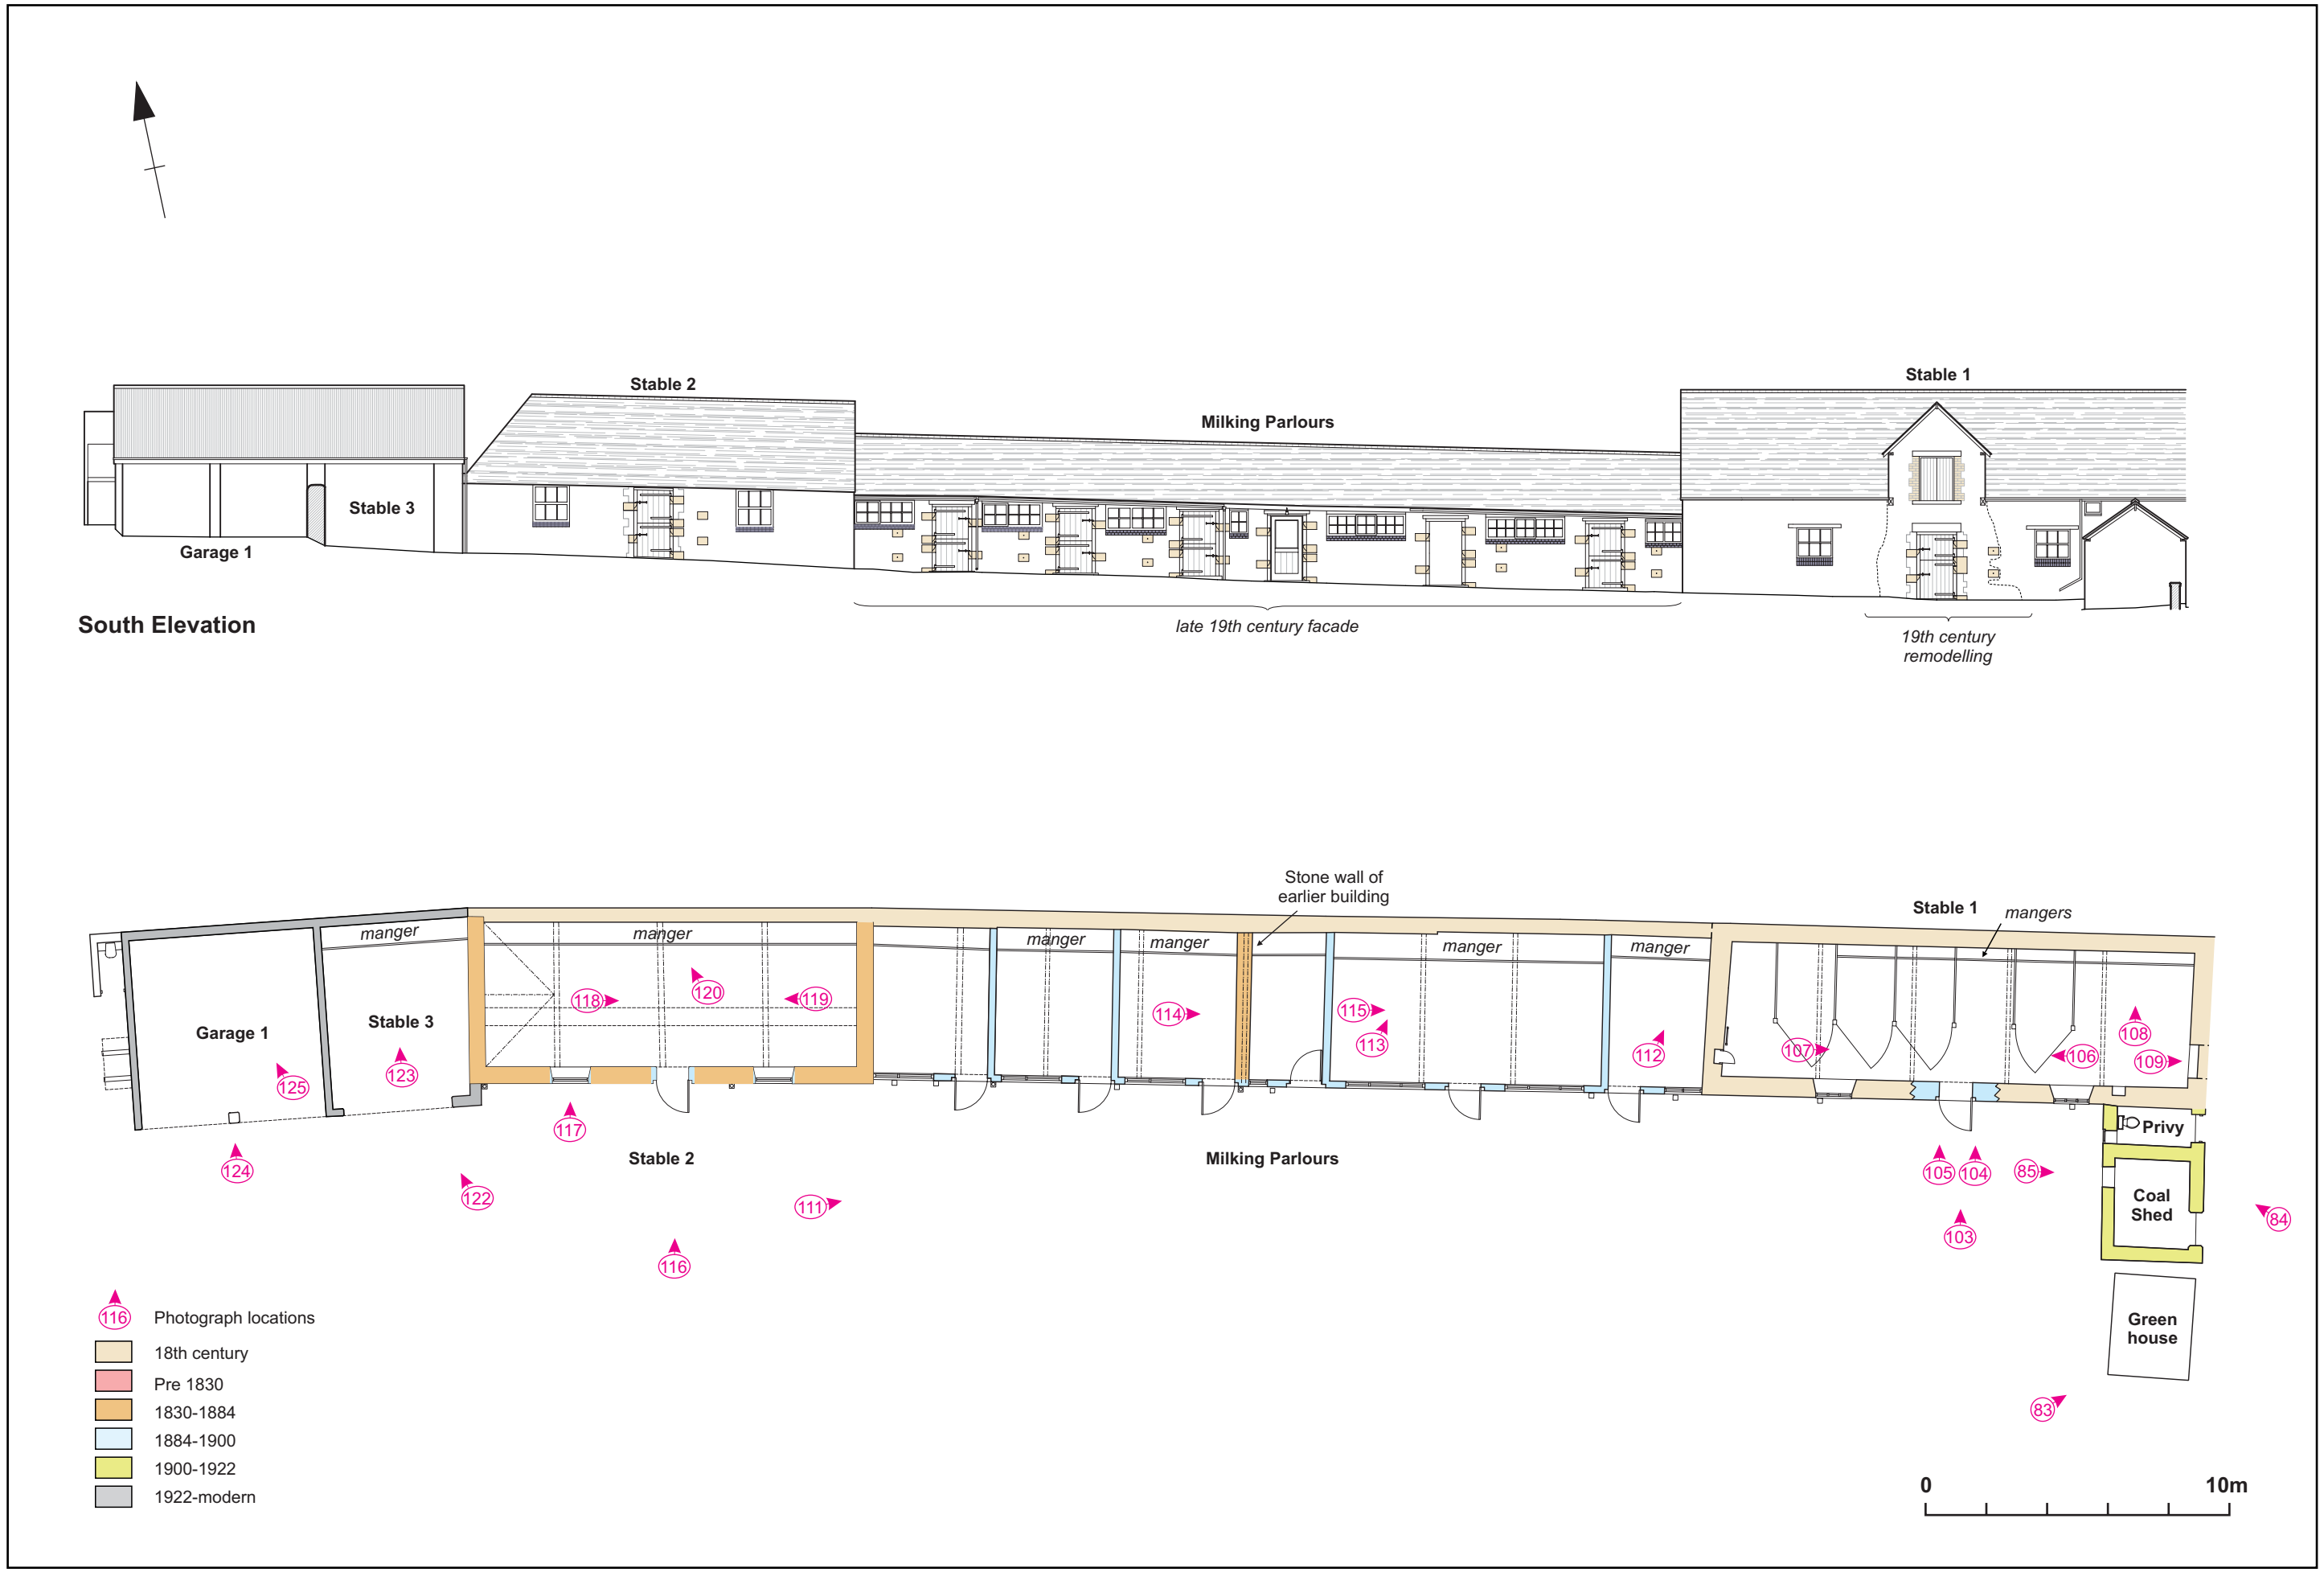 Stable 1
Stable 2
Milking Parlours
Stable 3
Garage 1
South Elevation
late 19th century facade
19th century
remodelling
Stone wall of
earlier building
Stable 1
mangers
manger
manger
manger
manger
manger
manger
118
120
119
114
115
113
112
107
106
108
109
Garage 1
Stable 3
123
125
117
124
122
Stable 2
Milking Parlours
111
116
105
104
85
103
Privy
Coal
Shed
84
Green
house
83
116 Photograph locations
18th century
Pre 1830
1830-1884
1884-1900
1900-1922
1922-modern
0 10m